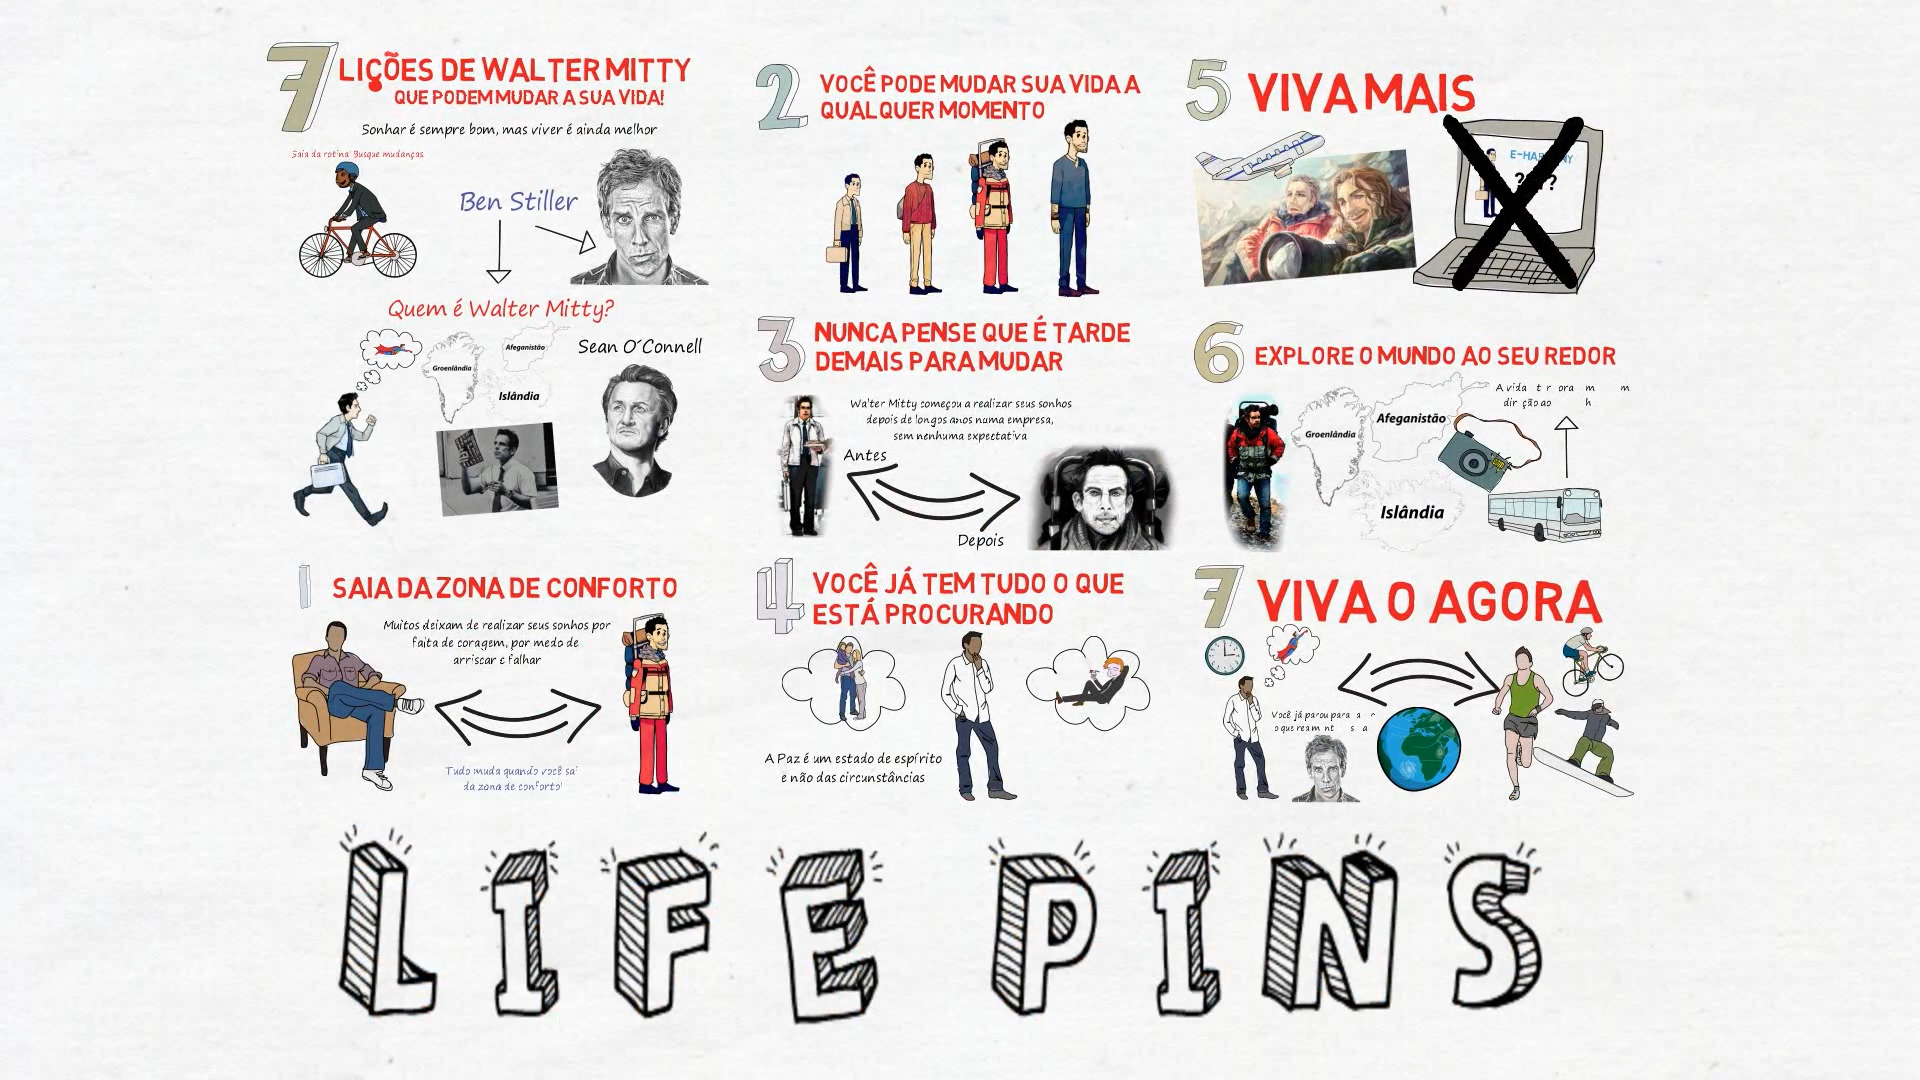 7 LIÇÕES DE WALTER MITTY
QUE PODEM MUDAR A SUA VIDA!
Sonhar é sempre bom, mas viver é ainda melhor
Saia da rotina! Busque mudanças
Ben Stiller
Quem é Walter Mitty?
Groenlândia
Afeganistão
Islândia
Sean O'Connell
1 SAIA DA ZONA DE CONFORTO
Muitos deixam de realizar seus sonhos por
falta de coragem, por medo de
arriscar e falhar
Tudo muda quando você sai
da zona de conforto!
2 VOCÊ PODE MUDAR SUA VIDA A
QUALQUER MOMENTO
3 NUNCA PENSE QUE É TARDE
DEMAIS PARA MUDAR
Walter Mitty começou a realizar seus sonhos
depois de longos anos numa empresa,
sem nenhuma expectativa
Antes
Depois
4 VOCÊ JÁ TEM TUDO O QUE
ESTÁ PROCURANDO
A Paz é um estado de espírito
e não das circunstâncias
5 VIVA MAIS
6 EXPLORE O MUNDO AO SEU REDOR
A vida
Groenlândia
Afeganistão
Islândia
7 VIVA O AGORA
Você já parou para
LIFE PINS